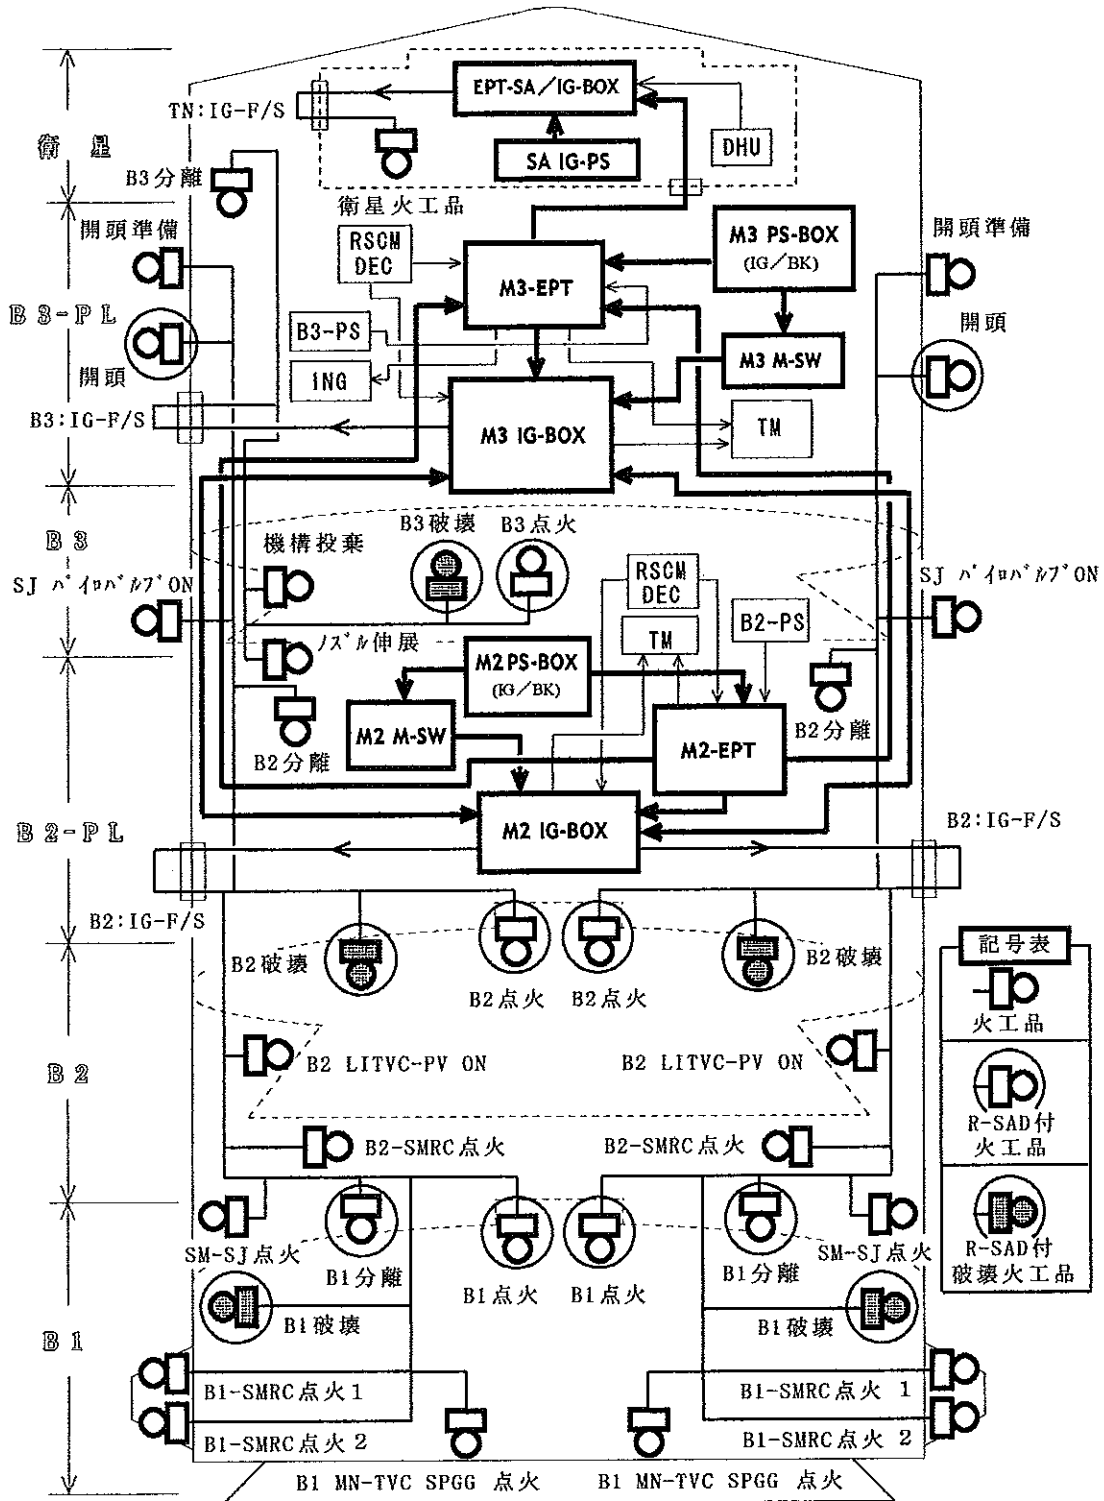 EPT-SA／IG-BOX
TN:IG-F/S
衛 星
DHU
SA IG-PS
B3分離
衛星火工品
開頭準備
RSCM
DEC
M3 PS-BOX
(IG／BK)
開頭準備
M3-EPT
B3-PL
B3-PS
開頭
M3 M-SW
開頭
ING
B3:IG-F/S
M3 IG-BOX
TM
B3
機構投棄
B3破壊
B3点火
SJ パイロバルブON
RSCM
DEC
SJ パイロバルブON
TM
B2-PS
ノズル伸展
M2 PS-BOX
(IG／BK)
M2 M-SW
M2-EPT
B2分離
B2分離
B2-PL
M2 IG-BOX
B2:IG-F/S
B2:IG-F/S
B2破壊
B2破壊
B2点火
B2点火
記号表
火工品
B2
B2 LITVC-PV ON
B2 LITVC-PV ON
R-SAD付
火工品
B2-SMRC点火
B2-SMRC点火
R-SAD付
破壊火工品
SM-SJ点火
SM-SJ点火
B1分離
B1分離
B1点火
B1点火
B1破壊
B1破壊
B1
B1-SMRC点火1
B1-SMRC点火 1
B1-SMRC点火2
B1-SMRC点火 2
B1 MN-TVC SPGG 点火
B1 MN-TVC SPGG 点火